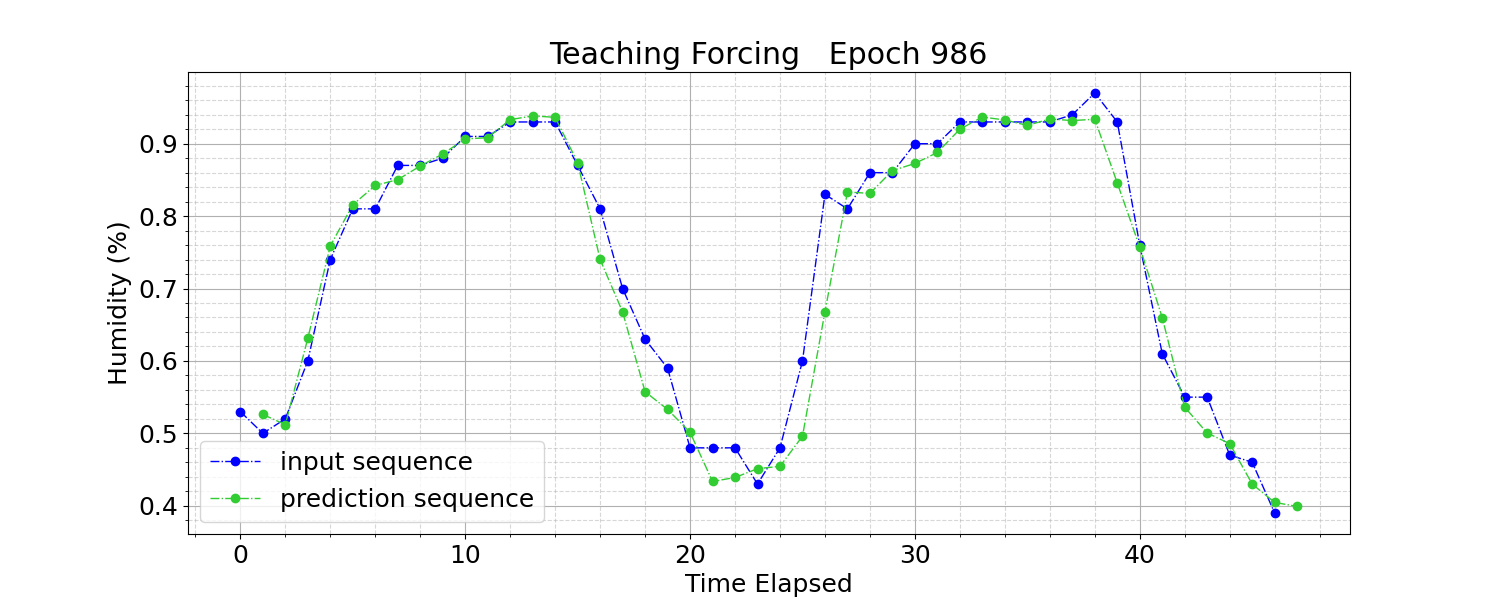 Teaching Forcing   Epoch 986
Humidity (%)
0.9
0.8
0.7
0.6
0.5
0.4
input sequence
prediction sequence
0 10 20 30 40
Time Elapsed